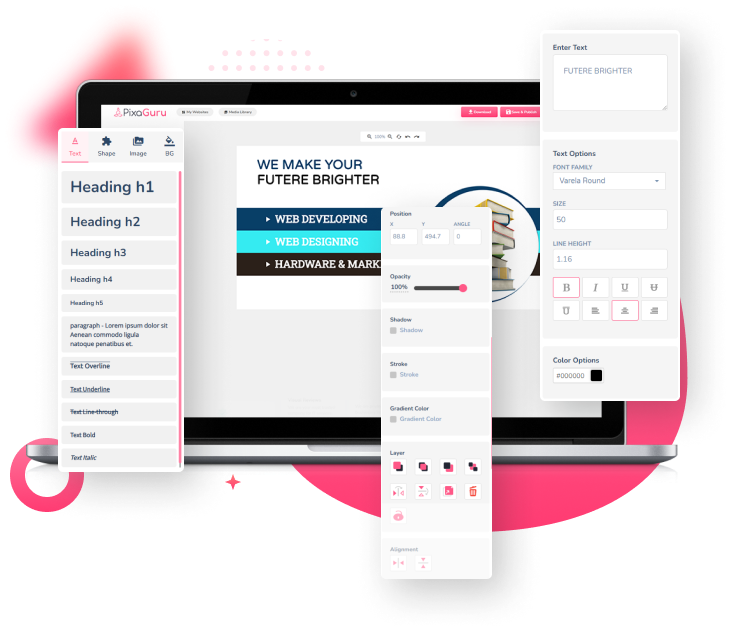 PixaGuru
My Websites
Media Library
Download
Save & Publish
100%
Text
Shape
Image
BG
Heading h1
Heading h2
Heading h3
Heading h4
Heading h5
paragraph - Lorem ipsum dolor sit
Aenean commodo ligula
natoque penatibus et.
Text Overline
Text Underline
Text Line-through
Text Bold
Text Italic
WE MAKE YOUR
FUTERE BRIGHTER
WEB DEVELOPING
WEB DESIGNING
HARDWARE & MARK
Position
X Y ANGLE
88.8 494.7 0
Opacity
100%
Shadow
Shadow
Stroke
Stroke
Gradient Color
Gradient Color
Layer
Alignment
Enter Text
FUTERE BRIGHTER
Text Options
FONT FAMILY
Varela Round
SIZE
50
LINE HEIGHT
1.16
B I U U
U
Color Options
#000000